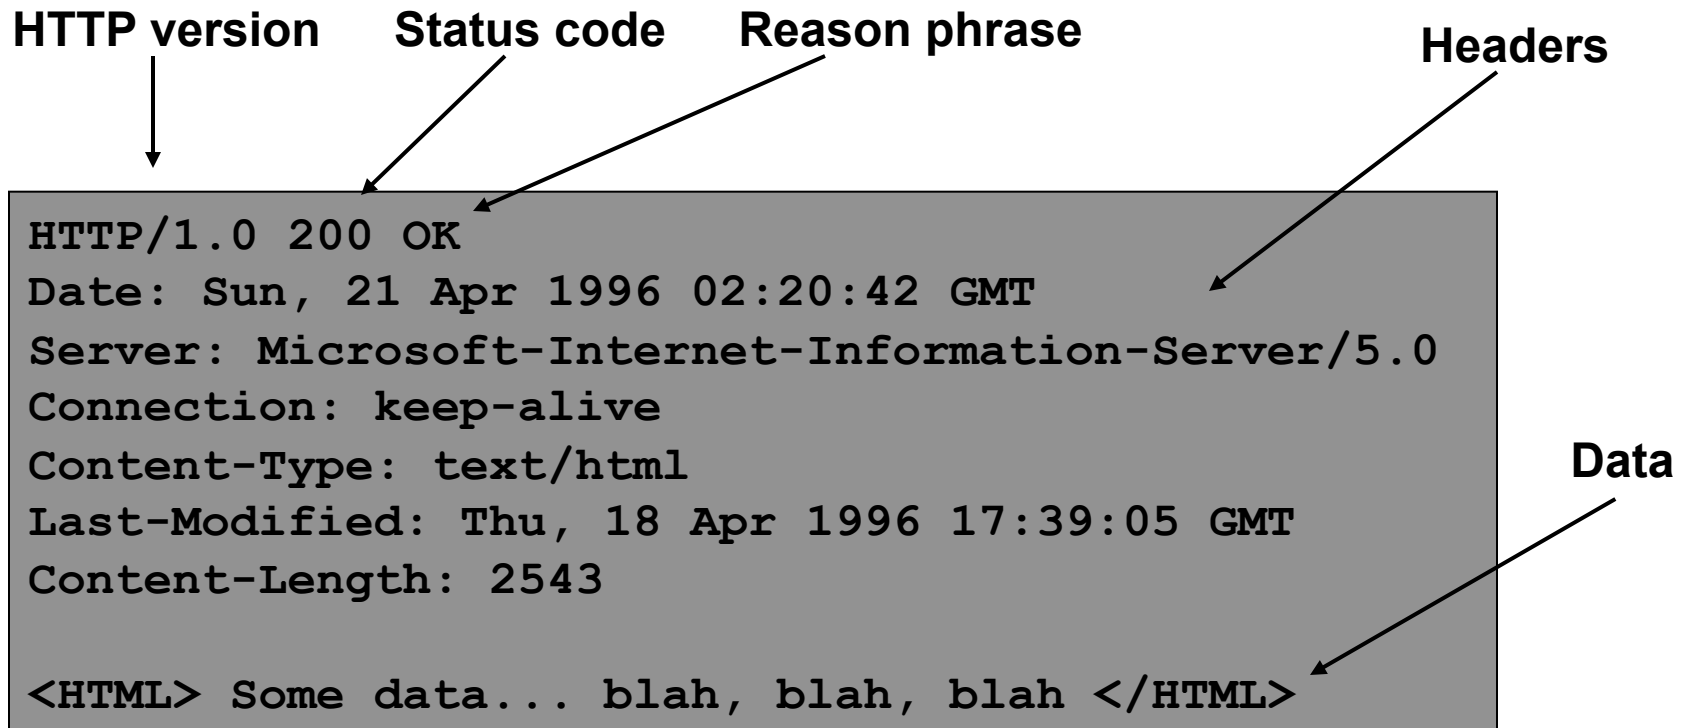 HTTP version Status code Reason phrase Headers
HTTP/1.0 200 OK
Date: Sun, 21 Apr 1996 02:20:42 GMT
Server: Microsoft-Internet-Information-Server/5.0
Connection: keep-alive
Content-Type: text/html
Data
Last-Modified: Thu, 18 Apr 1996 17:39:05 GMT
Content-Length: 2543
<HTML> Some data... blah, blah, blah </HTML>